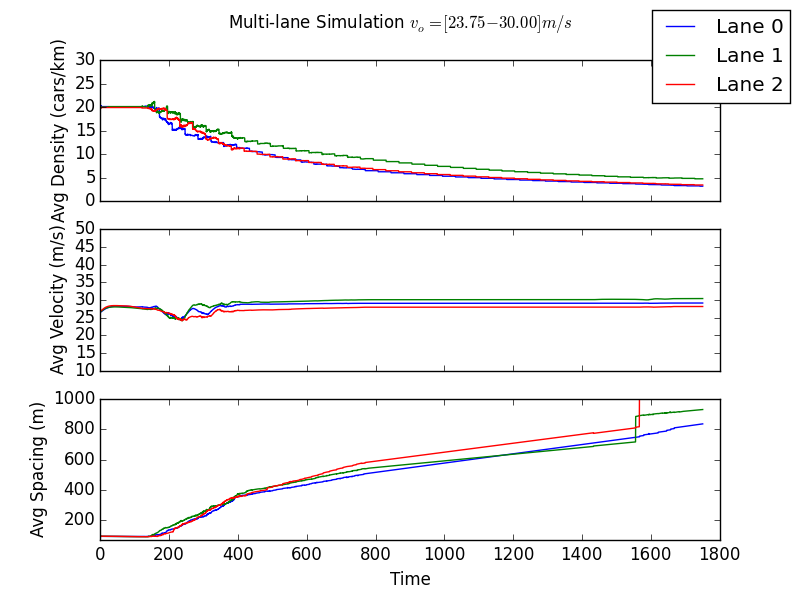 Multi-lane Simulation v_o = [23.75−30.00]m/s
Lane 0
Lane 1
Lane 2
Avg Density (cars/km)
30
25
20
15
10
5
0
Avg Velocity (m/s)
50
45
40
35
30
25
20
15
10
Avg Spacing (m)
1000
800
600
400
200
0 200 400 600 800 1000 1200 1400 1600 1800
Time